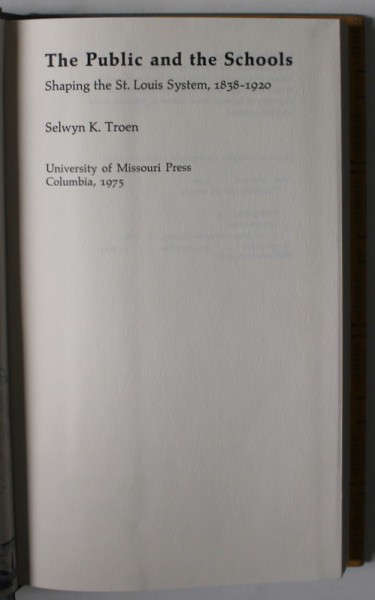 The Public and the Schools
Shaping the St. Louis System, 1838-1920
Selwyn K. Troen
University of Missouri Press
Columbia, 1975